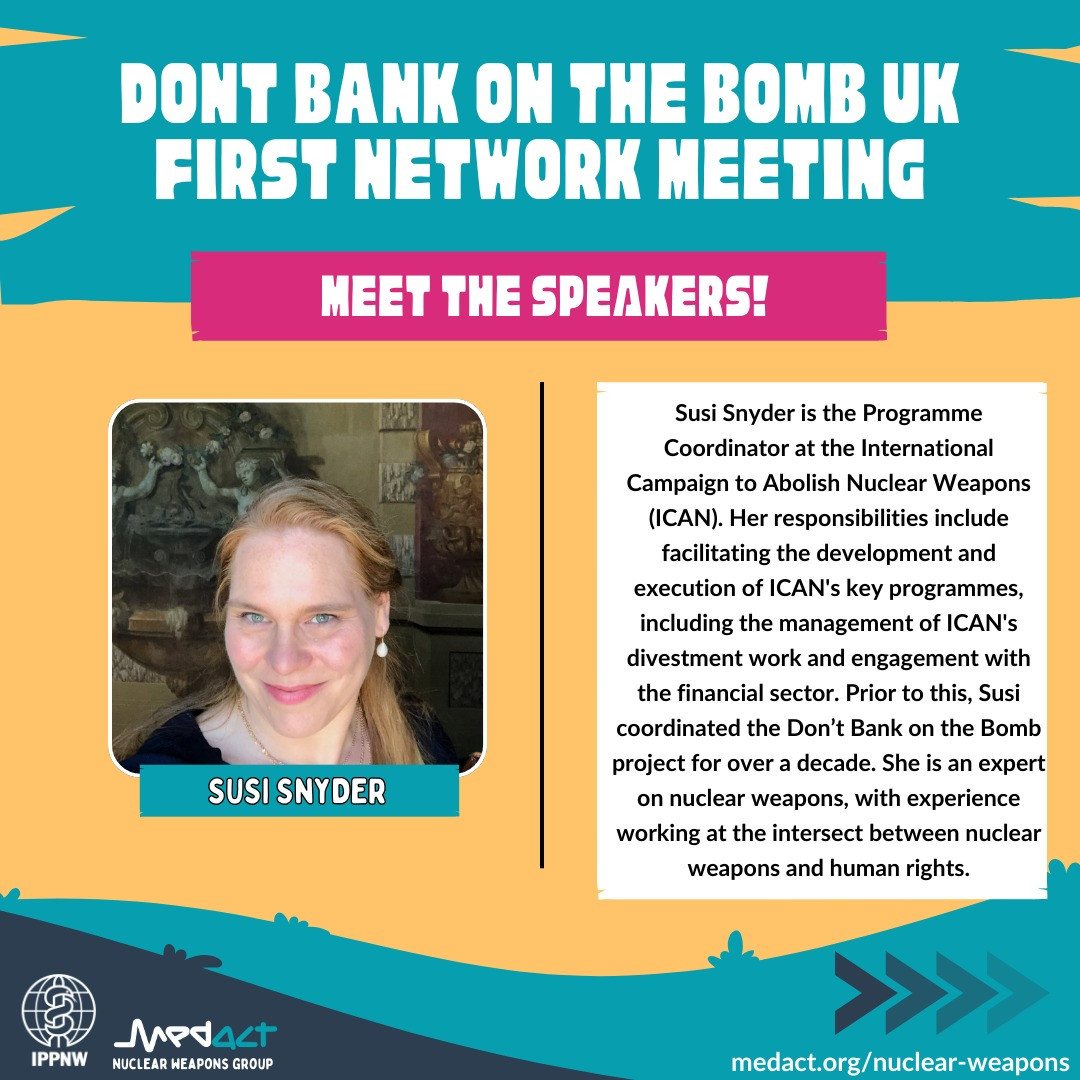 DONT BANK ON THE BOMB UK
FIRST NETWORK MEETING
MEET THE SPEAKERS!
SUSI SNYDER
Susi Snyder is the Programme
Coordinator at the International
Campaign to Abolish Nuclear Weapons
(ICAN). Her responsibilities include
facilitating the development and
execution of ICAN's key programmes,
including the management of ICAN's
divestment work and engagement with
the financial sector. Prior to this, Susi
coordinated the Don’t Bank on the Bomb
project for over a decade. She is an expert
on nuclear weapons, with experience
working at the intersect between nuclear
weapons and human rights.
IPPNW
Medact
NUCLEAR WEAPONS GROUP
medact.org/nuclear-weapons